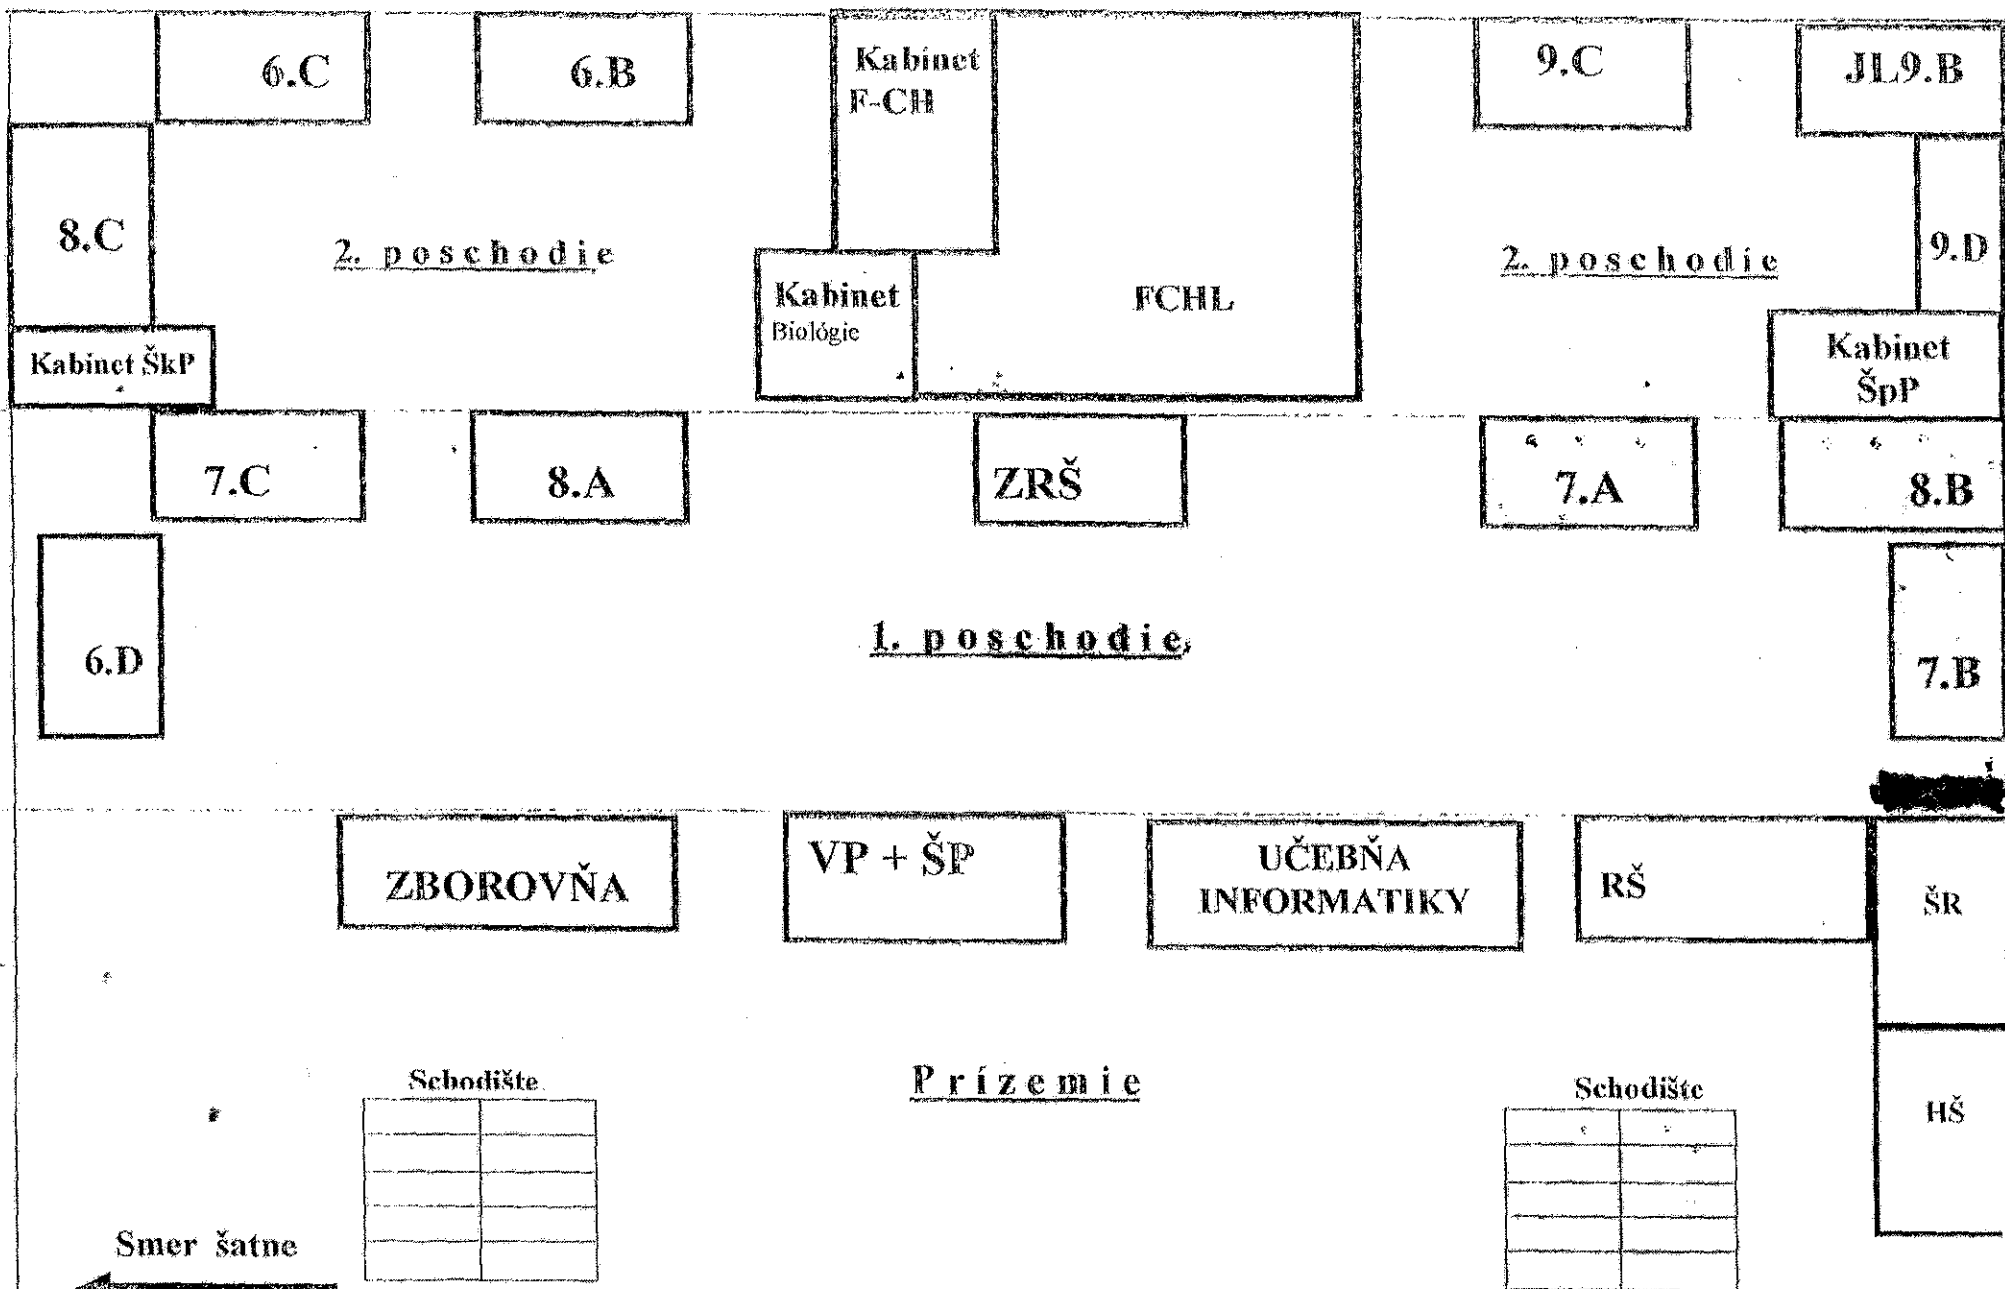 6.C
6.B
Kabinet
F-CH
9.C
JL9.B
8.C
2. poschodie
2. poschodie
9.D
Kabinet
Biológie
FCHL
Kabinet ŠkP
Kabinet
ŠpP
7.C
8.A
ZRŠ
7.A
8.B
6.D
1. poschodie
7.B
ZBOROVŇA
VP + ŠP
UČEBŇA
INFORMATIKY
RŠ
ŠR
Schodište
Prízemie
Schodište
HŠ
Smer šatne